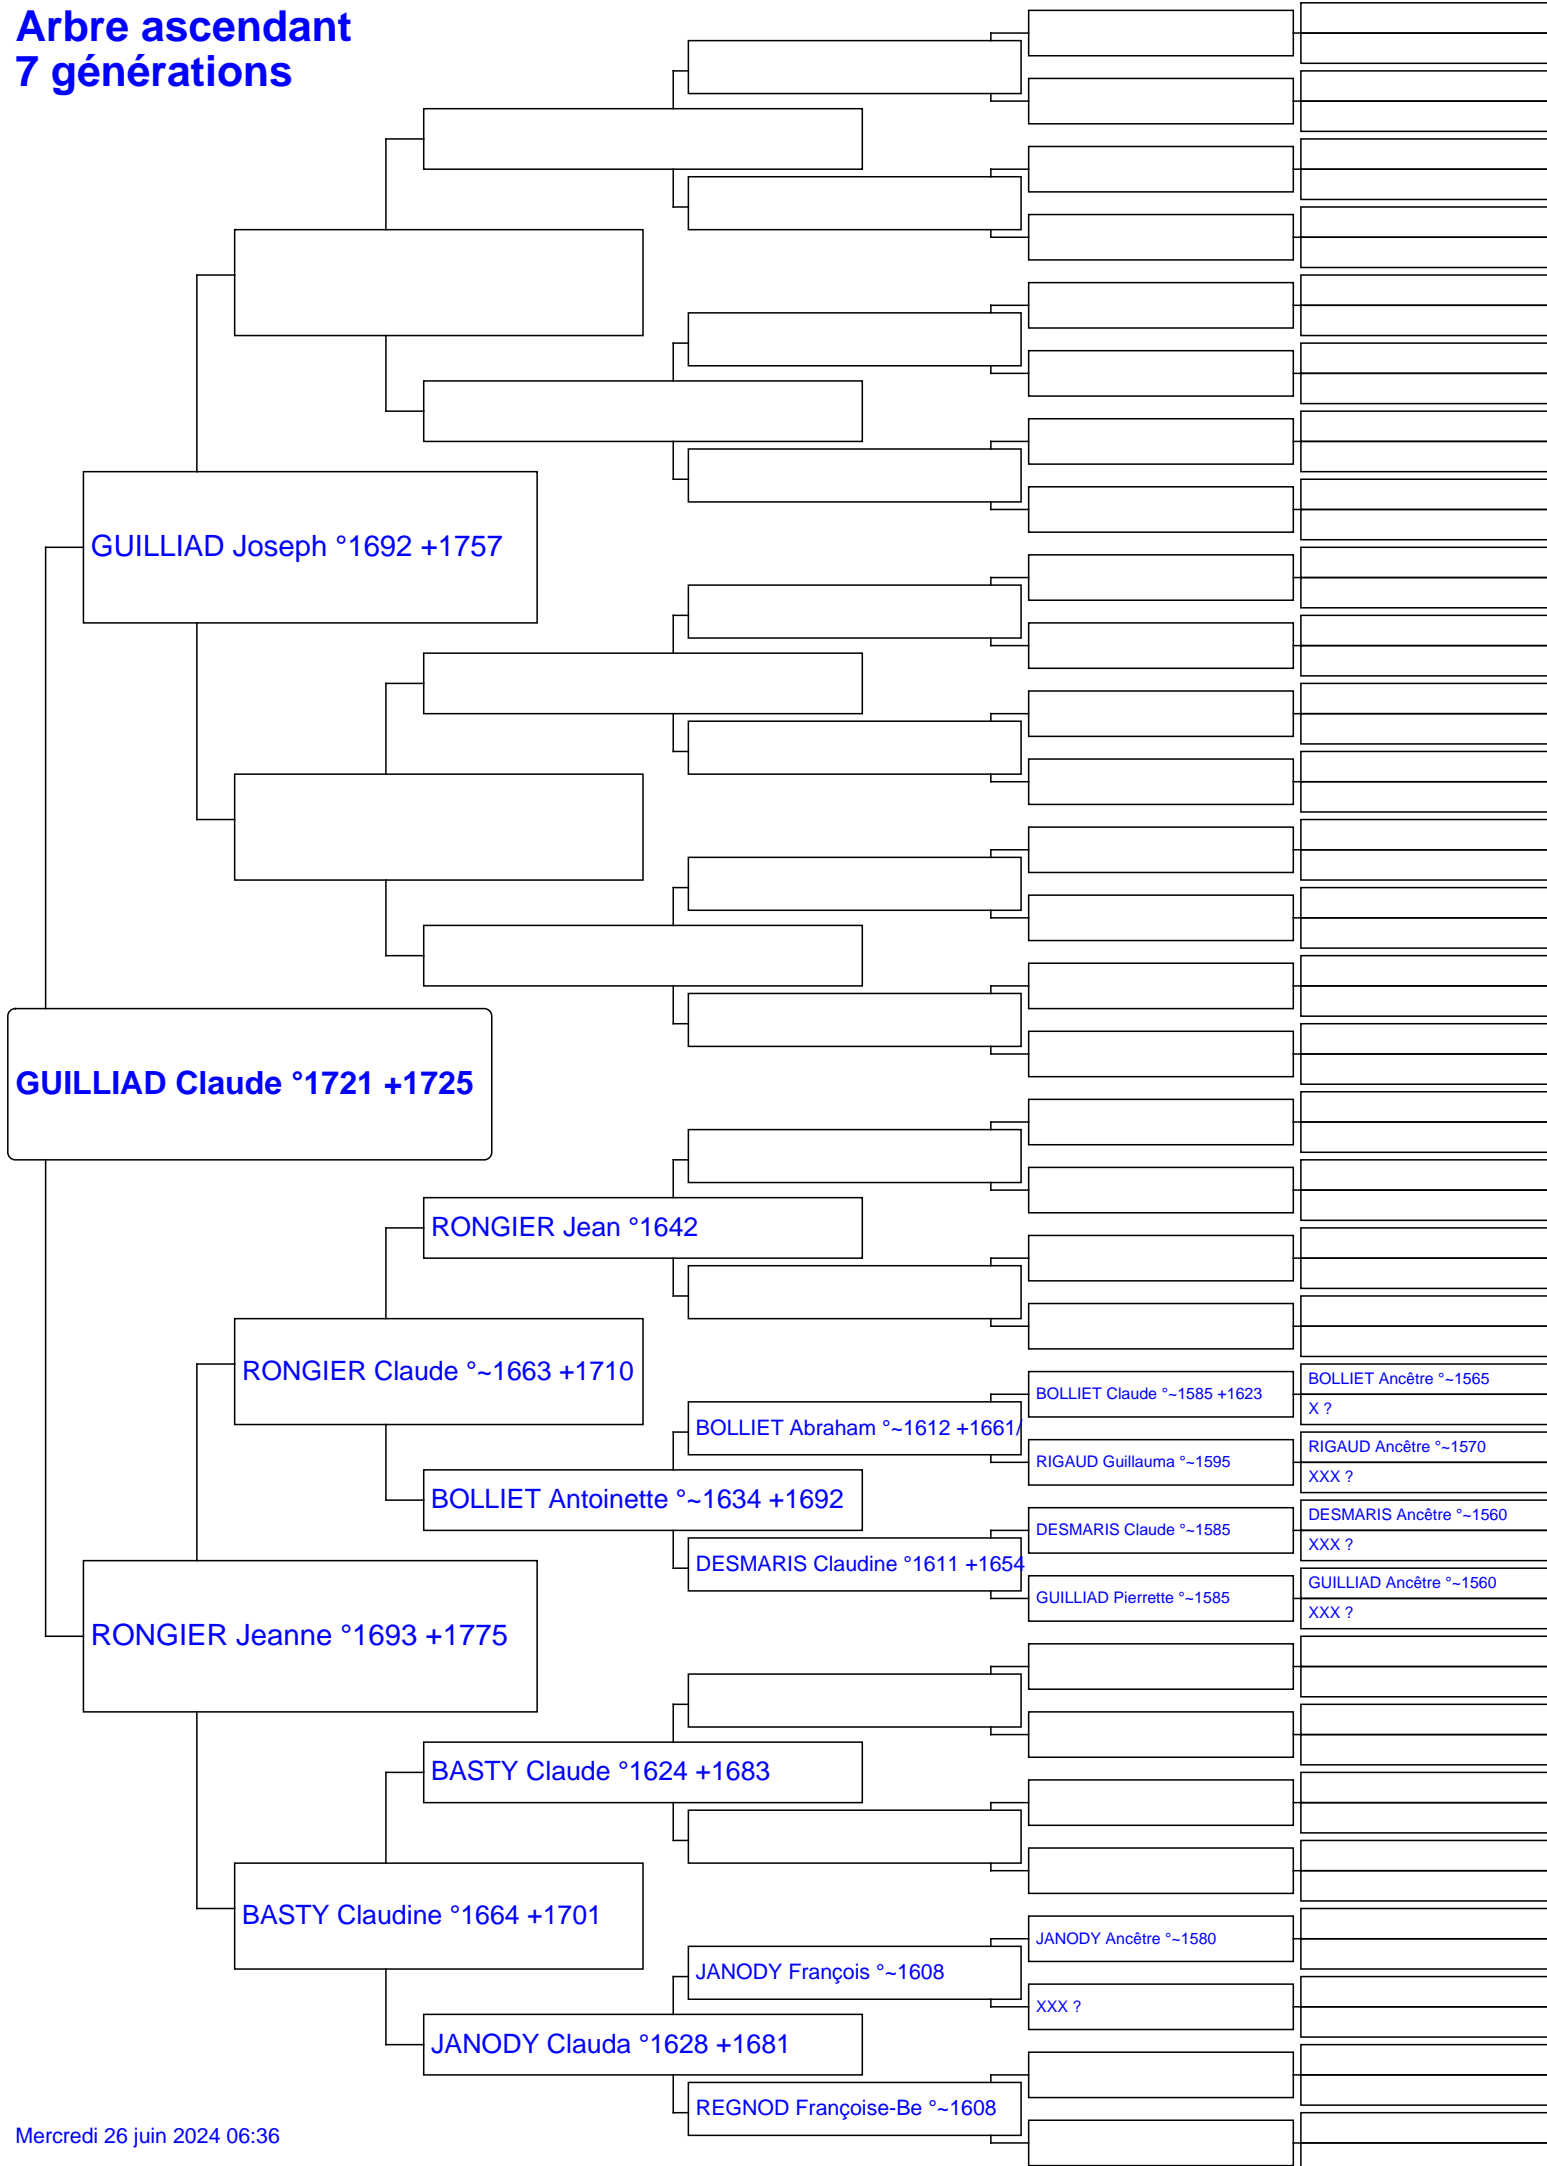 Arbre ascendant
7 générations
GUILLIAD Joseph °1692 +1757
GUILLIAD Claude °1721 +1725
RONGIER Jean °1642
RONGIER Claude °~1663 +1710
BOLLIET Claude °~1585 +1623
BOLLIET Ancêtre °~1565
X ?
BOLLIET Abraham °~1612 +1661/
RIGAUD Guillauma °~1595
RIGAUD Ancêtre °~1570
XXX ?
BOLLIET Antoinette °~1634 +1692
DESMARIS Claude °~1585
DESMARIS Ancêtre °~1560
XXX ?
DESMARIS Claudine °1611 +1654
GUILLIAD Pierrette °~1585
GUILLIAD Ancêtre °~1560
XXX ?
RONGIER Jeanne °1693 +1775
BASTY Claude °1624 +1683
BASTY Claudine °1664 +1701
JANODY Ancêtre °~1580
JANODY François °~1608
XXX ?
JANODY Clauda °1628 +1681
REGNOD Françoise-Be °~1608
Mercredi 26 juin 2024 06:36